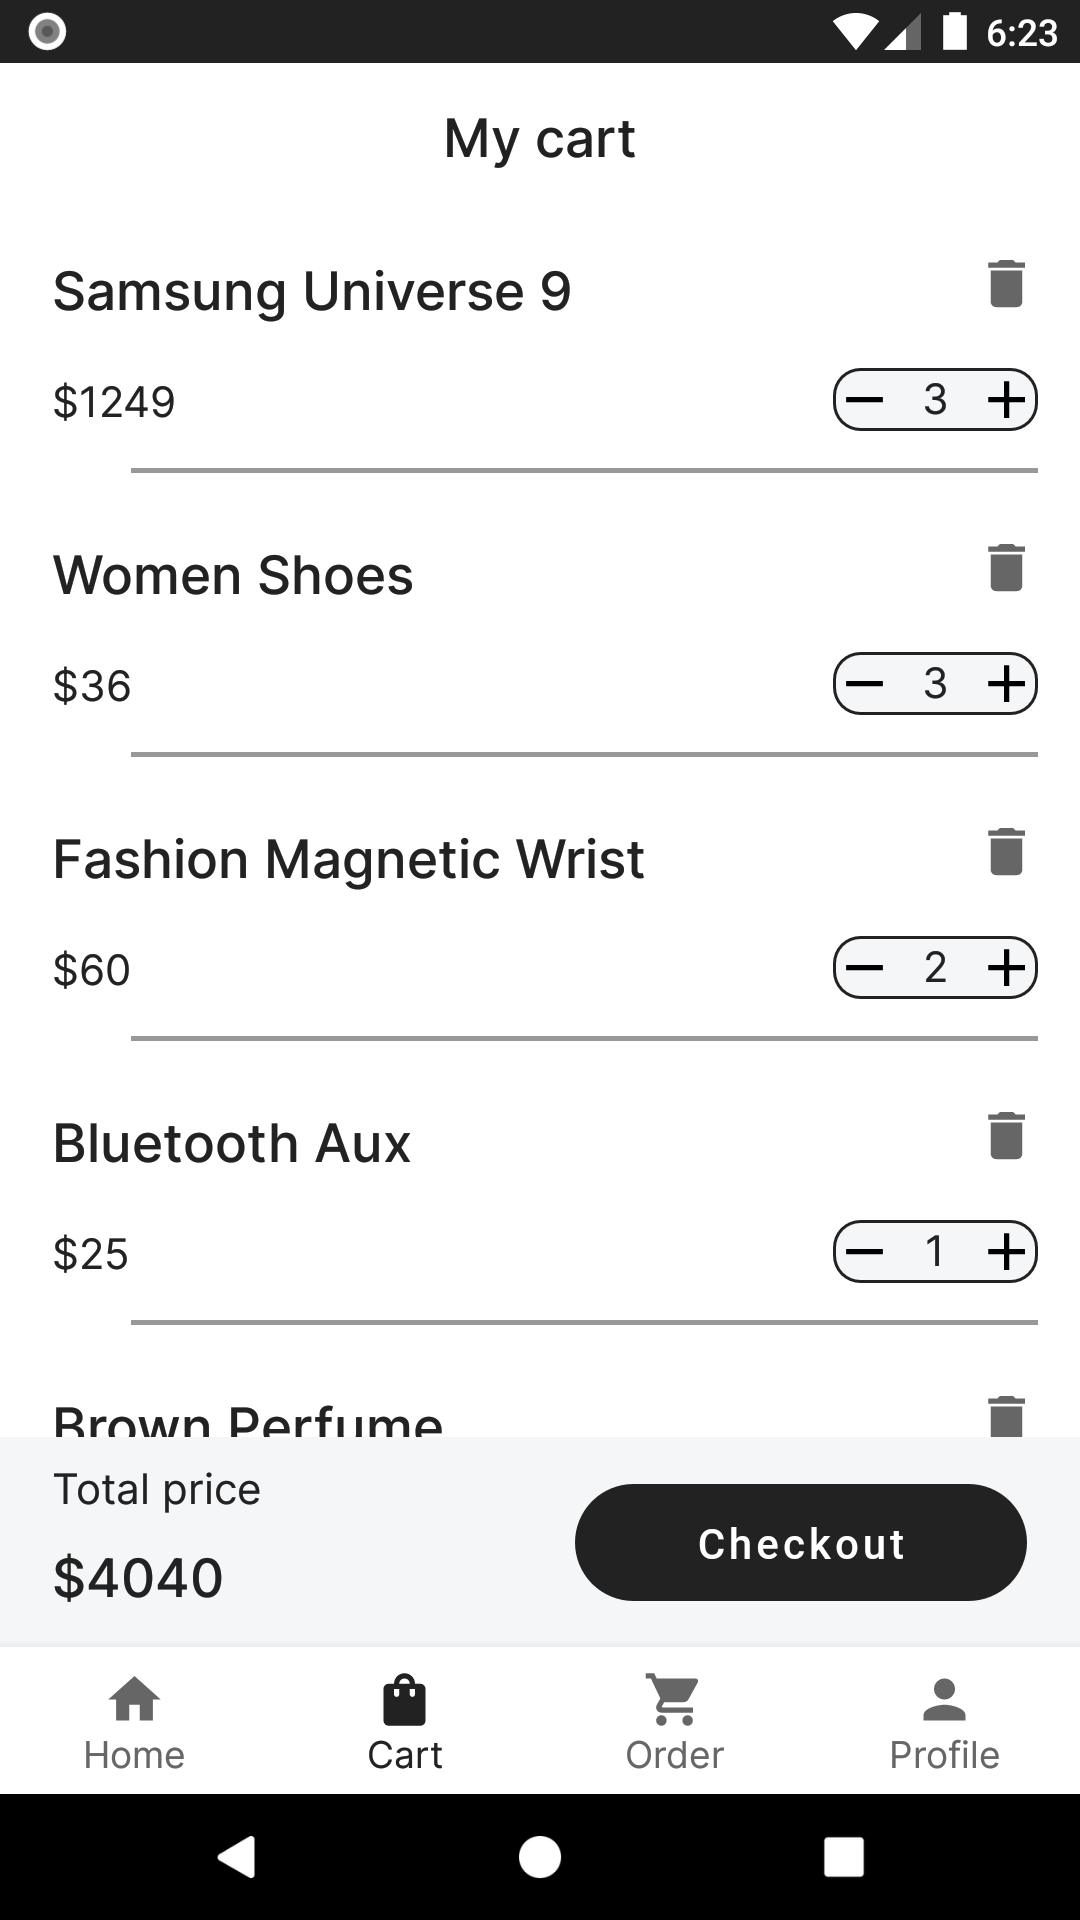 6:23
My cart
Samsung Universe 9
$1249
3
Women Shoes
$36
3
Fashion Magnetic Wrist
$60
2
Bluetooth Aux
$25
1
Brown Perfume
Total price
$4040
Checkout
Home
Cart
Order
Profile